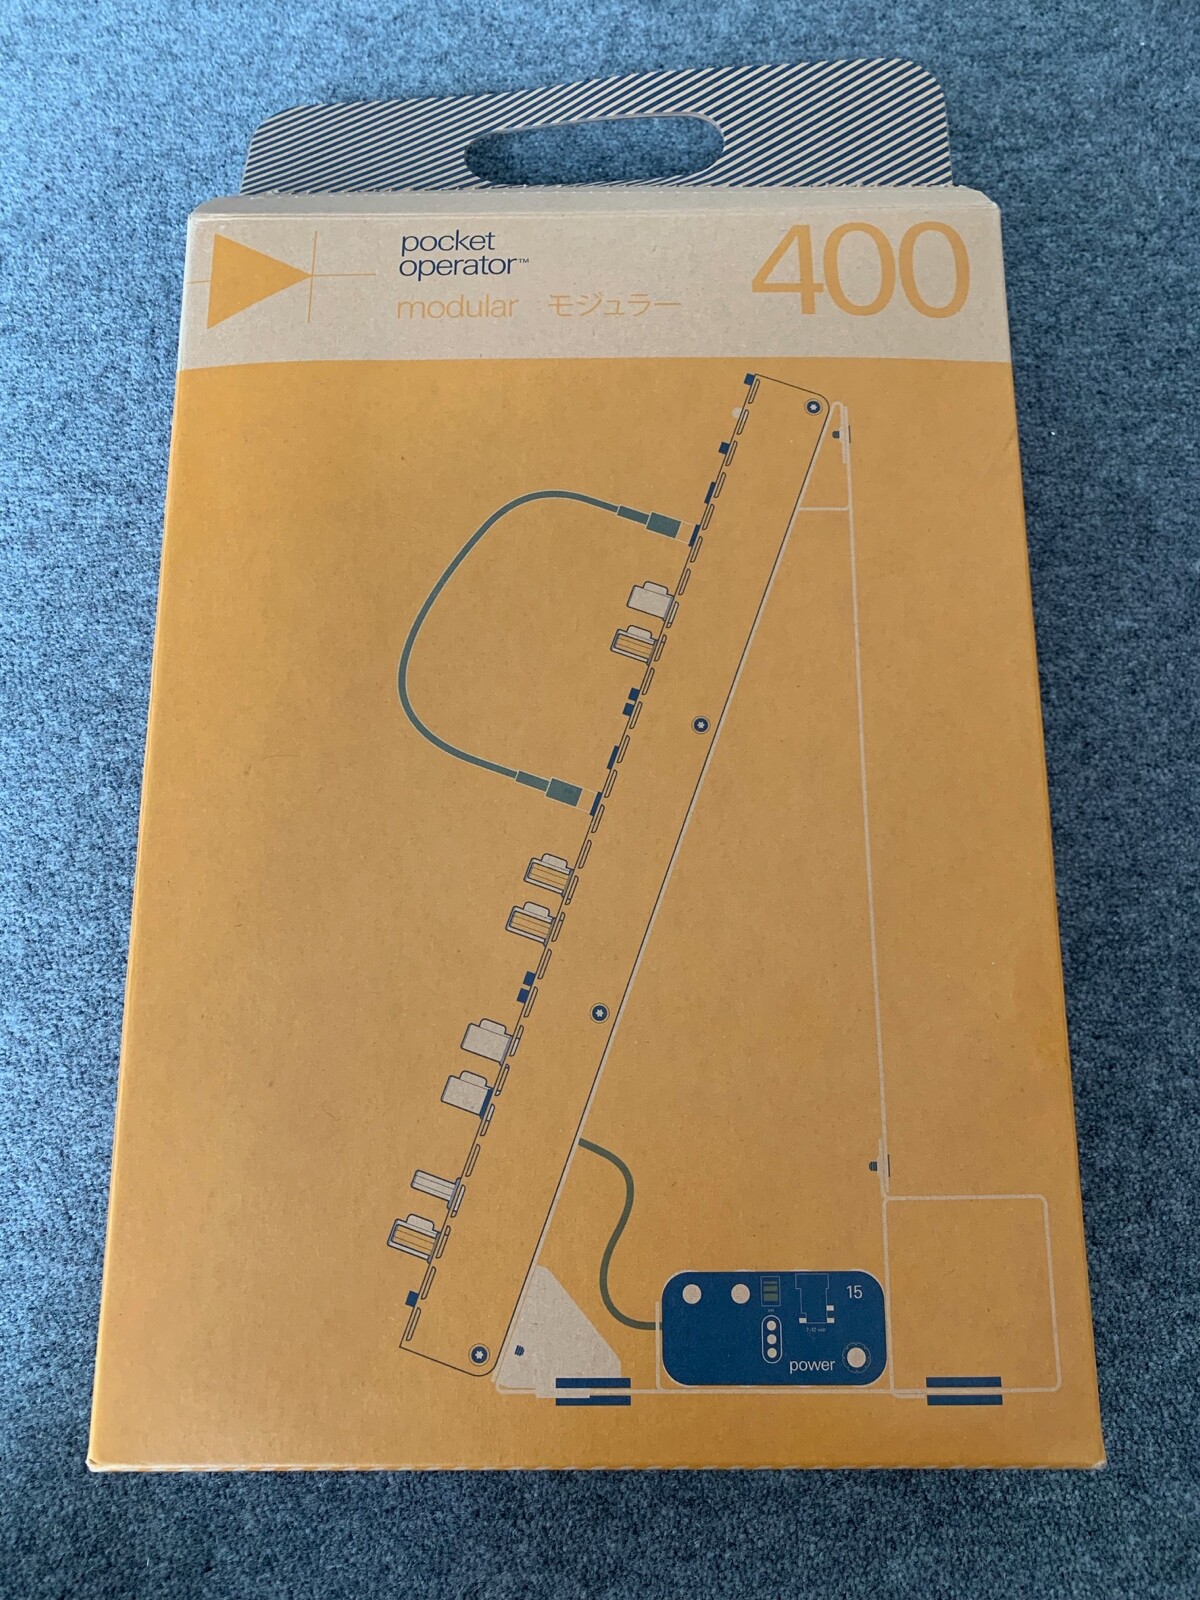 pocket
operator™
modular モジュラー
400
15
power